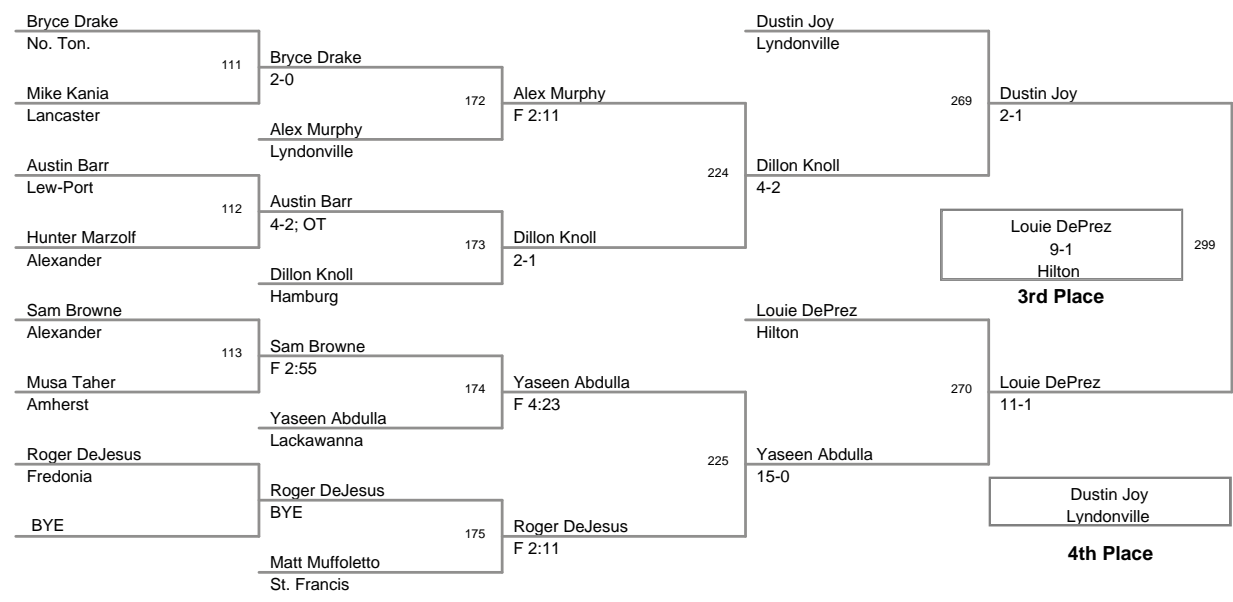 Bryce Drake
No. Ton.
111
Mike Kania
Lancaster
Austin Barr
Lew-Port
112
Hunter Marzolf
Alexander
Sam Browne
Alexander
113
Musa Taher
Amherst
Roger DeJesus
Fredonia
BYE
Bryce Drake
2-0
172
Alex Murphy
Lyndonville
Austin Barr
4-2; OT
173
Dillon Knoll
Hamburg
Sam Browne
F 2:55
174
Yaseen Abdulla
Lackawanna
Roger DeJesus
BYE
175
Matt Muffoletto
St. Francis
Alex Murphy
F 2:11
224
Dillon Knoll
2-1
Yaseen Abdulla
F 4:23
225
Roger DeJesus
F 2:11
Dustin Joy
Lyndonville
269
Dillon Knoll
4-2
Louie DePrez
Hilton
270
Yaseen Abdulla
15-0
Dustin Joy
2-1
Louie DePrez
9-1
Hilton
299
3rd Place
Louie DePrez
11-1
Dustin Joy
Lyndonville
4th Place